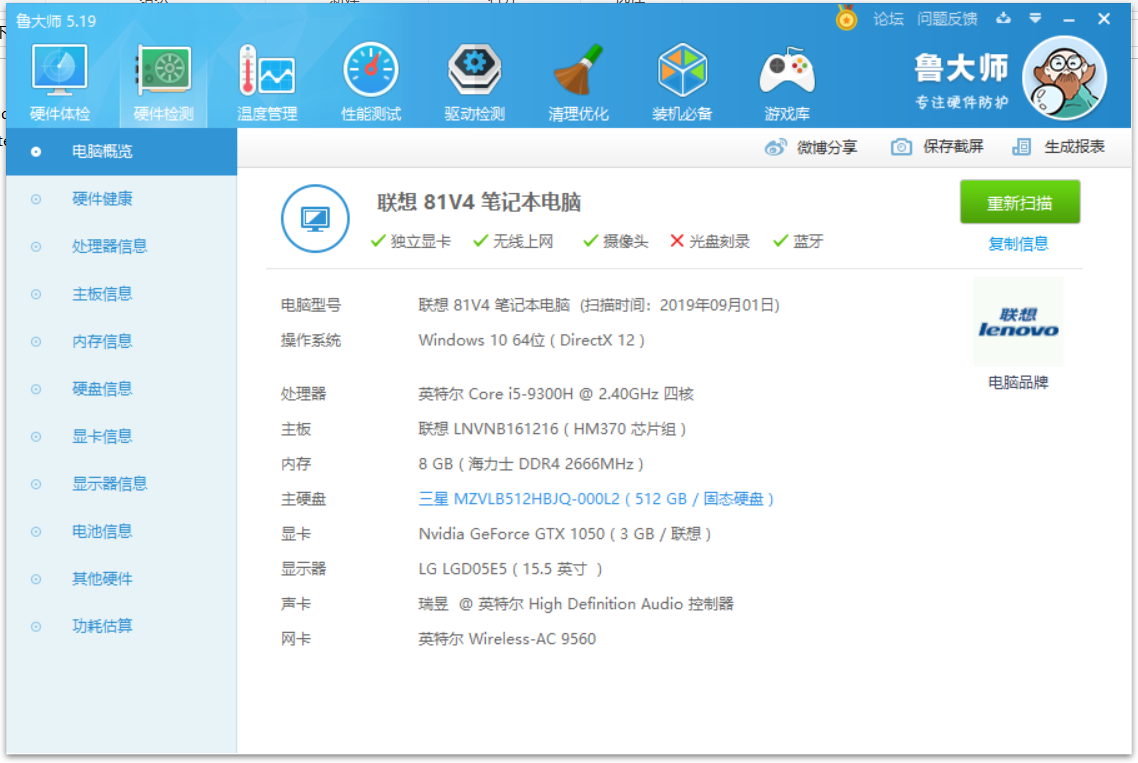 鲁大师 5.19
论坛 问题反馈
硬件体检 硬件检测 温度管理 性能测试 驱动检测 清理优化 装机必备 游戏库
鲁大师
专注硬件防护
微博分享 保存截屏 生成报表
电脑概览
硬件健康
处理器信息
主板信息
内存信息
硬盘信息
显卡信息
显示器信息
电池信息
其他硬件
功耗估算
联想 81V4 笔记本电脑
独立显卡 无线上网 摄像头 光盘刻录 蓝牙
重新扫描
复制信息
电脑型号 联想 81V4 笔记本电脑 (扫描时间：2019年09月01日)
操作系统 Windows 10 64位 ( DirectX 12 )
处理器 英特尔 Core i5-9300H @ 2.40GHz 四核
主板 联想 LNVNB161216 ( HM370 芯片组 )
内存 8 GB ( 海力士 DDR4 2666MHz )
主硬盘 三星 MZVLB512HBJQ-000L2 ( 512 GB / 固态硬盘 )
显卡 Nvidia GeForce GTX 1050 ( 3 GB / 联想 )
显示器 LG LGD05E5 ( 15.5 英寸 )
声卡 瑞昱 @ 英特尔 High Definition Audio 控制器
网卡 英特尔 Wireless-AC 9560
联想
lenovo
电脑品牌